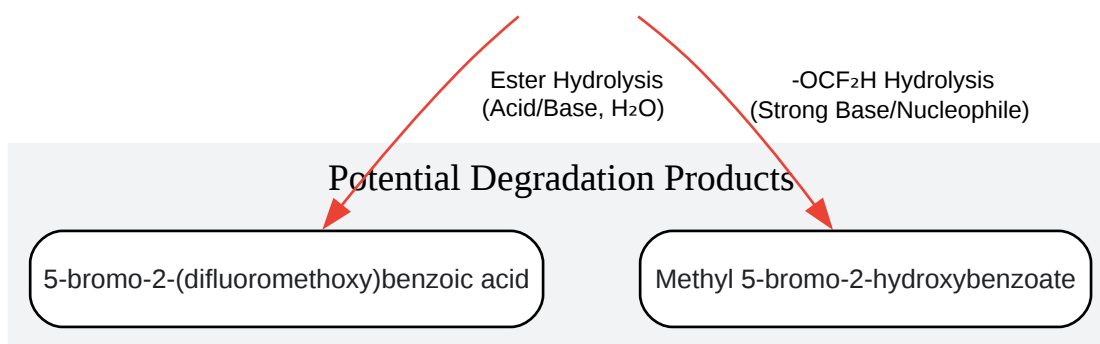 Ester Hydrolysis
(Acid/Base, H₂O)
-OCF₂H Hydrolysis
(Strong Base/Nucleophile)
Potential Degradation Products
5-bromo-2-(difluoromethoxy)benzoic acid
Methyl 5-bromo-2-hydroxybenzoate